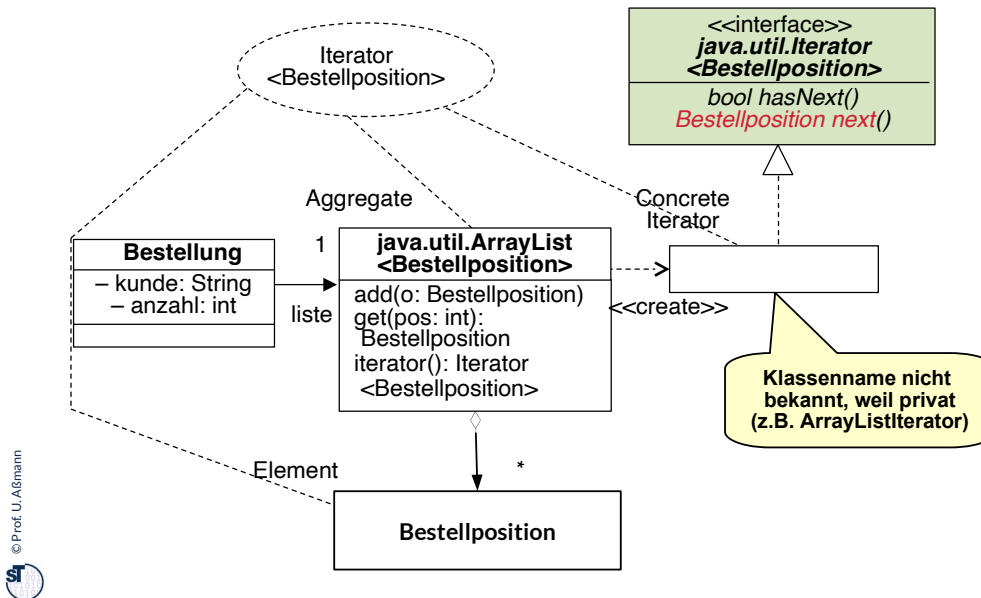 <<interface>>
java.util.Iterator
<Bestellposition>
bool hasNext()
Bestellposition next()
Iterator
<Bestellposition>
Aggregate
Concrete
Iterator
Bestellung
– kunde: String
– anzahl: int
1
liste
java.util.ArrayList
<Bestellposition>
add(o: Bestellposition)
get(pos: int):
Bestellposition
iterator(): Iterator
<Bestellposition>
<<create>>
Klassenname nicht
bekannt, weil privat
(z.B. ArrayListIterator)
Element
*
Bestellposition
© Prof. U. Aßmann
ST